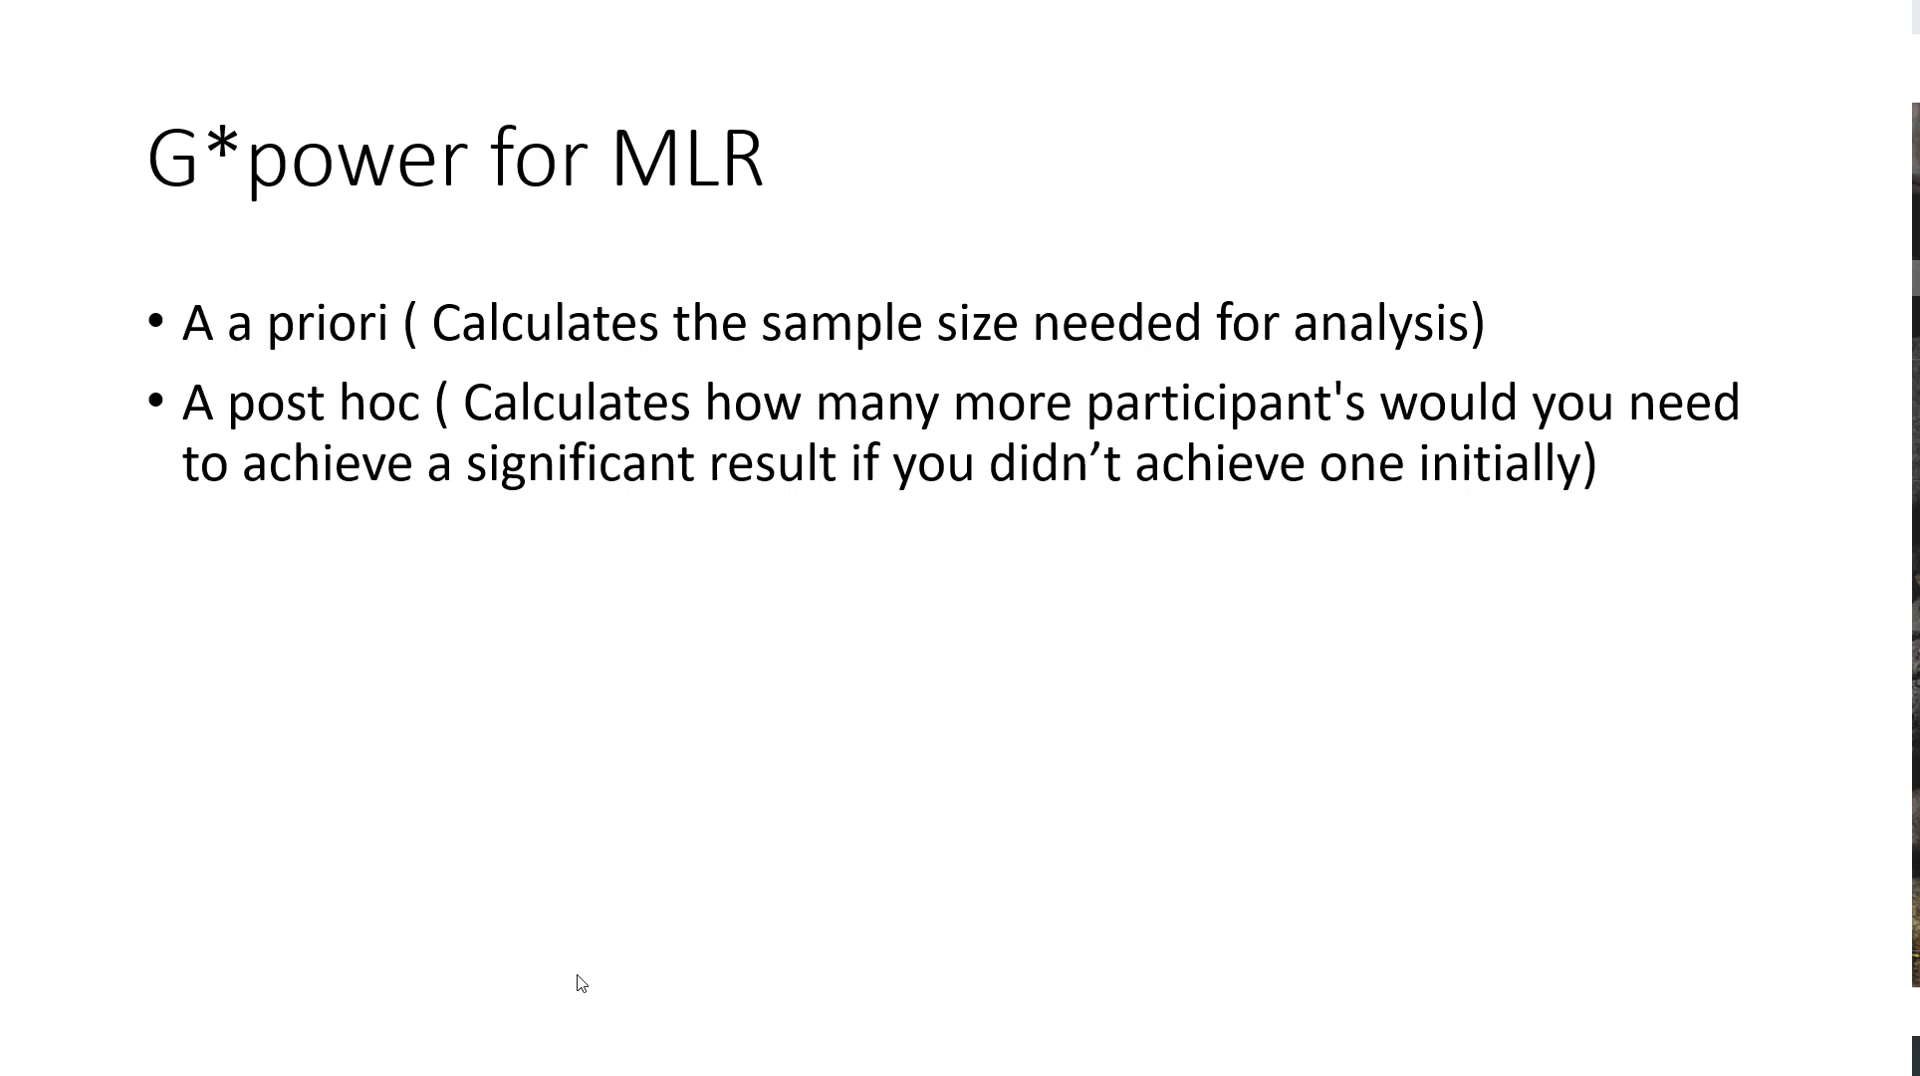 G*power for MLR
• A a priori ( Calculates the sample size needed for analysis)
• A post hoc ( Calculates how many more participant's would you need
to achieve a significant result if you didn’t achieve one initially)